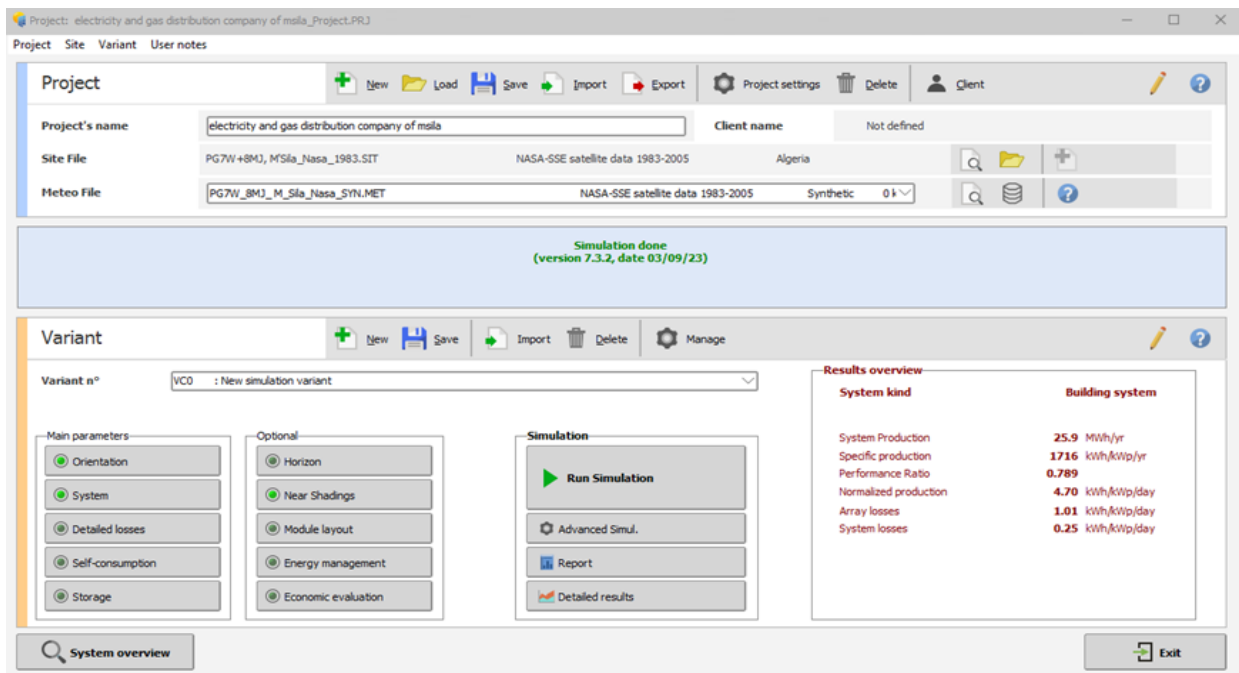 Project: electricity and gas distribution company of msila_Project.PRJ
Project Site Variant User notes
Project New Load Save Import Export Project settings Delete Client
Project's name electricity and gas distribution company of msila Client name Not defined
Site File PG7W+8MJ, M'Sila_Nasa_1983.SIT NASA-SSE satellite data 1983-2005 Algeria
Meteo File PG7W_8MJ_ M_Sila_Nasa_SYN.MET NASA-SSE satellite data 1983-2005 Synthetic 0 k
Simulation done
(version 7.3.2, date 03/09/23)
Variant New Save Import Delete Manage
Variant n° VC0 : New simulation variant
Results overview
System kind Building system
Main parameters Optional Simulation
System Production 25.9 MWh/yr
Specific production 1716 kWh/kWp/yr
Performance Ratio 0.789
Normalized production 4.70 kWh/kWp/day
Array losses 1.01 kWh/kWp/day
System losses 0.25 kWh/kWp/day
Orientation Horizon Run Simulation
System Near Shadings
Detailed losses Module layout Advanced Simul.
Self-consumption Energy management Report
Storage Economic evaluation Detailed results
System overview Exit